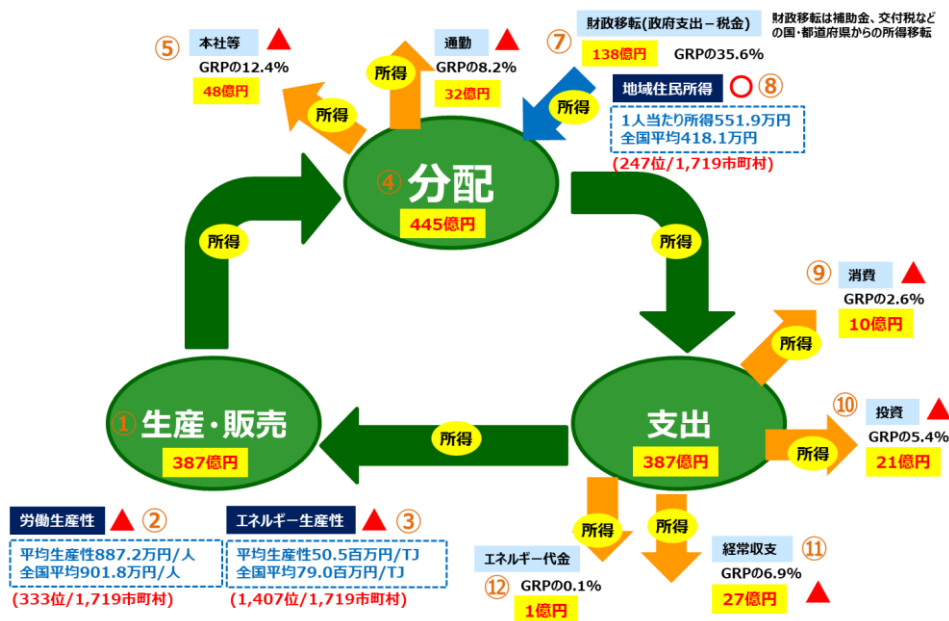 ⑤
本社等 ▲
GRPの12.4%
48億円
通勤 ▲
GRPの8.2%
32億円
⑦
財政移転(政府支出－税金)
138億円 GRPの35.6%
財政移転は補助金、交付税など
の国・都道府県からの所得移転
地域住民所得 ○ ⑧
1人当たり所得551.9万円
全国平均418.1万円
(247位/1,719市町村)
所得
所得
所得
④ 分配
445億円
所得
所得
⑨ 消費 ▲
GRPの2.6%
10億円
所得
① 生産・販売
387億円
所得
支出
387億円
⑩ 投資 ▲
GRPの5.4%
21億円
所得
労働生産性 ▲ ②
平均生産性887.2万円/人
全国平均901.8万円/人
(333位/1,719市町村)
エネルギー生産性 ▲ ③
平均生産性50.5百万円/TJ
全国平均79.0百万円/TJ
(1,407位/1,719市町村)
所得
エネルギー代金
⑫ GRPの0.1%
1億円
所得
経常収支 ⑪
GRPの6.9%
27億円 ▲